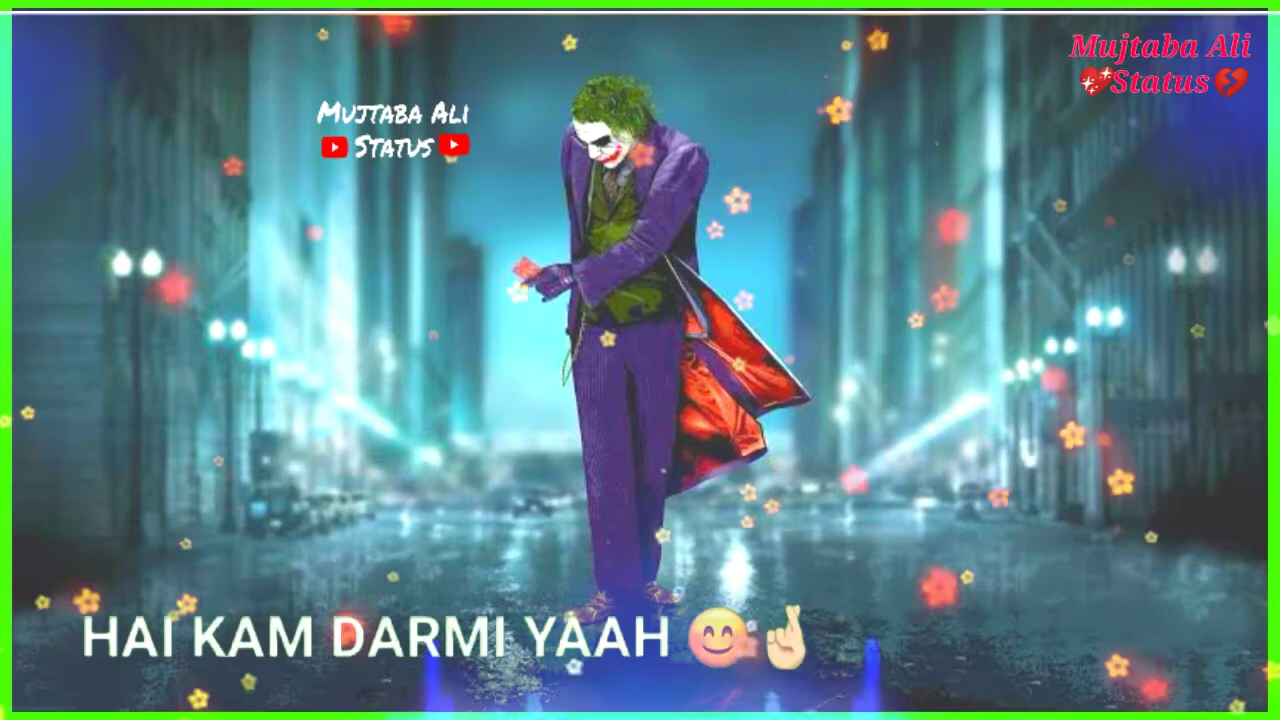 Mujtaba Ali
💖Status💔
MUJTABA ALI
STATUS
HAI KAM DARMI YAAH 😊🤞